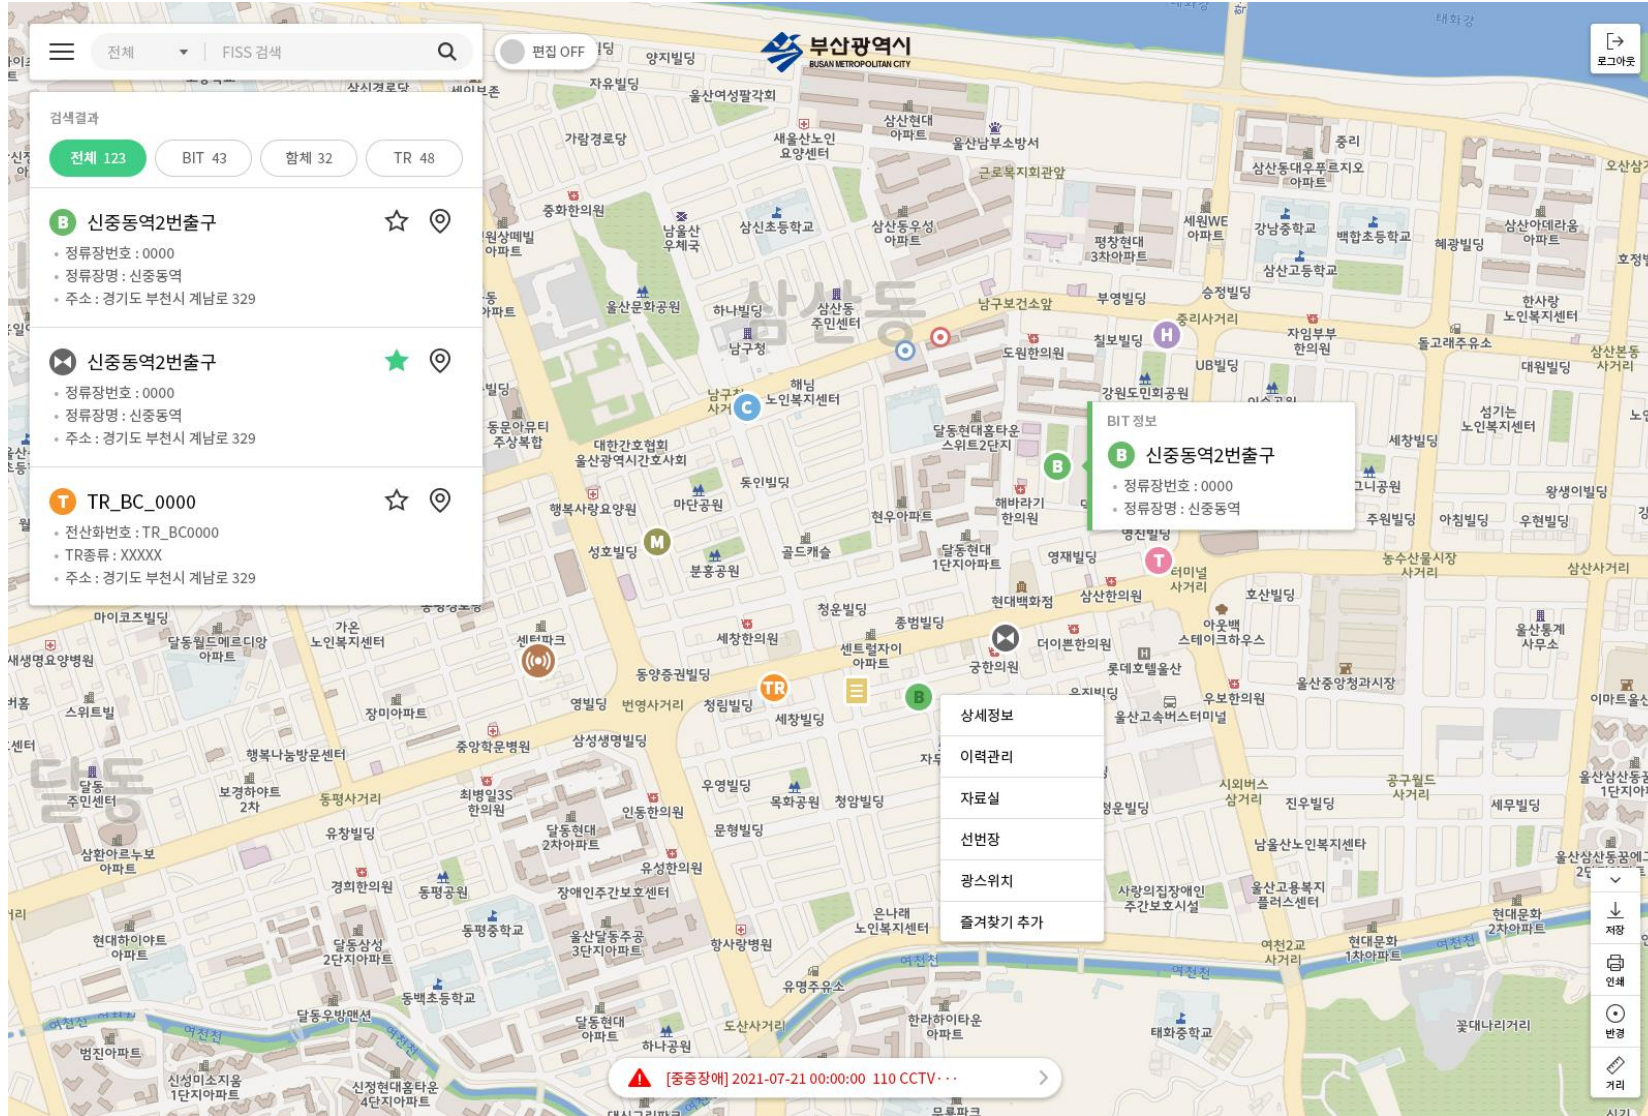 전체
FISS 검색
편집 OFF
부산광역시
BUSAN METROPOLITAN CITY
로그아웃
검색결과
전체 123
BIT 43
함체 32
TR 48
B 신중동역2번출구
정류장번호 : 0000
정류장명 : 신중동역
주소 : 경기도 부천시 계남로 329
신중동역2번출구
정류장번호 : 0000
정류장명 : 신중동역
주소 : 경기도 부천시 계남로 329
T TR_BC_0000
전산화번호 : TR_BC0000
TR종류 : XXXXX
주소 : 경기도 부천시 계남로 329
태화강
양지빌딩
자유빌딩
울산여성팔각회
가람경로당
새울산노인
요양센터
삼산현대
아파트
울산남부소방서
근로복지회관앞
중리
삼산동대우푸르지오
아파트
중화한의원
남울산
우체국
삼신초등학교
삼산동우성
아파트
평창현대
3차아파트
세원WE
아파트
강남중학교
백합초등학교
혜광빌딩
삼산아데라움
아파트
삼산고등학교
울산문화공원
하나빌딩
삼산동
삼산동
주민센터
남구청
남구보건소앞
부영빌딩
승정빌딩
중리사거리
한사랑
노인복지센터
도원한의원
칠보빌딩
H
자임부부
한의원
돌고래주유소
삼산본동
사거리
UB빌딩
대원빌딩
해남
노인복지센터
C
강원도민회공원
동문아뮤티
주상복합
대한간호협회
울산광역시간호사회
달동현대홈타운
스위트2단지
섬기는
노인복지센터
세창빌딩
BIT 정보
B 신중동역2번출구
정류장번호 : 0000
정류장명 : 신중동역
B
동인빌딩
마단공원
행복사랑요양원
현우아파트
해바라기
한의원
왕생이빌딩
주원빌딩
아침빌딩
우현빌딩
성호빌딩
M
분홍공원
골드캐슬
달동현대
1단지아파트
영재빌딩
영진빌딩
T
터미널
사거리
농수산물시장
사거리
삼산사거리
현대백화점
삼산한의원
호산빌딩
마이코즈빌딩
달동월드메르디앙
아파트
가온
노인복지센터
센텀파크
청운빌딩
세창한의원
종범빌딩
센트럴자이
아파트
더이쁜한의원
궁한의원
아웃백
스테이크하우스
울산통계
사무소
새생명요양병원
동양증권빌딩
TR
롯데호텔울산
울산중앙청과시장
스위트빌
장미아파트
영빌딩
번영사거리
청림빌딩
세창빌딩
B
우보한의원
울산고속버스터미널
상세정보
이력관리
자료실
선번장
광스위치
즐겨찾기 추가
중앙학문병원
삼성생명빌딩
행복나눔방문센터
달동
달동
주민센터
보경하야트
2차
동평사거리
최병일3S
한의원
우영빌딩
목화공원
청암빌딩
인동한의원
시외버스
삼거리
진우빌딩
공구월드
사거리
세무빌딩
유창빌딩
달동현대
2차아파트
문형빌딩
삼환아르누보
아파트
유성한의원
남울산노인복지센타
경희한의원
동평공원
장애인주간보호센터
사랑의집장애인
주간보호시설
울산고용복지
플러스센터
은나래
노인복지센터
현대문화
2차아파트
현대하이야트
아파트
달동삼성
2단지아파트
동평중학교
울산달동주공
3단지아파트
항사랑병원
여천2교
사거리
현대문화
1차아파트
여천천
여천천
여천천
유명주유소
동백초등학교
달동우방맨션
여천천
여천천
달동현대
아파트
도산사거리
한라하이타운
아파트
태화중학교
꽃대나리거리
범진아파트
하나공원
신성미소지움
1단지아파트
신정현대홈타운
4단지아파트
저장
인쇄
반경
거리
[중증장애] 2021-07-21 00:00:00 110 CCTV···